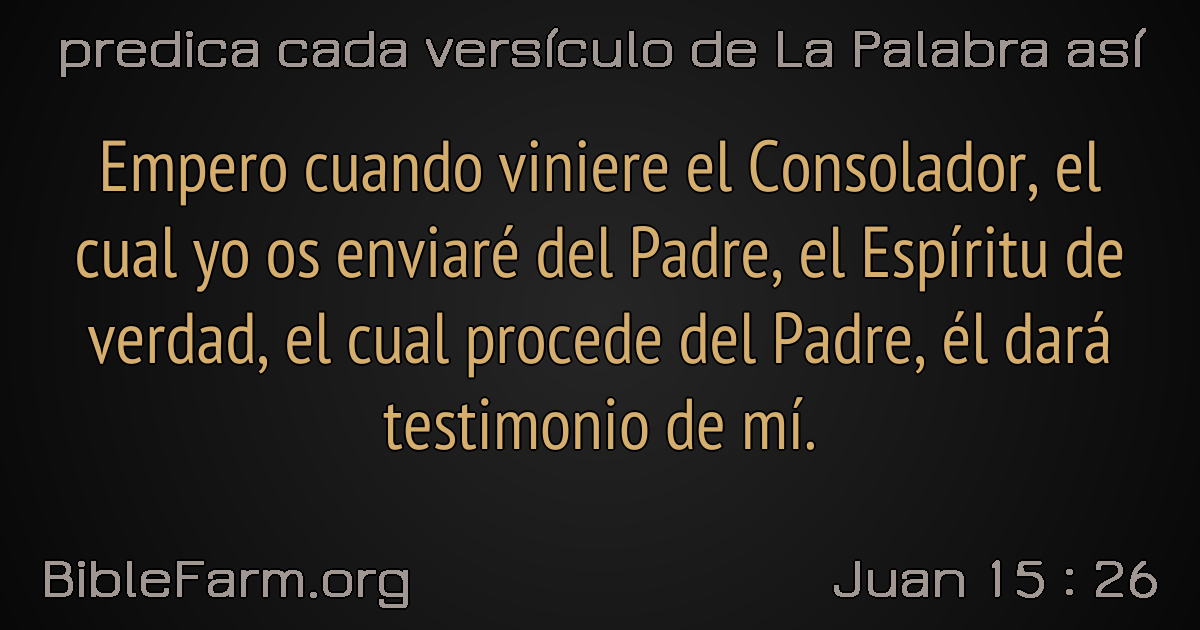 predica cada versículo de La Palabra así
Empero cuando viniere el Consolador, el
cual yo os enviaré del Padre, el Espíritu de
verdad, el cual procede del Padre, él dará
testimonio de mí.
BibleFarm.org
Juan 15 : 26